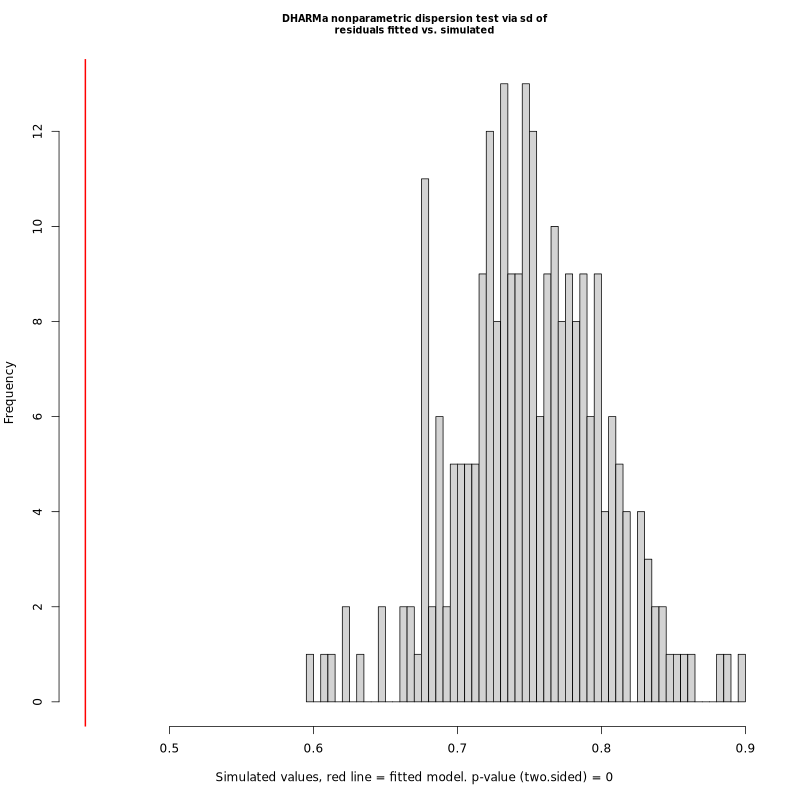 DHARMa nonparametric dispersion test via sd of
residuals fitted vs. simulated
Frequency
12
10
8
6
4
2
0
0.5 0.6 0.7 0.8 0.9
Simulated values, red line = fitted model. p-value (two.sided) = 0